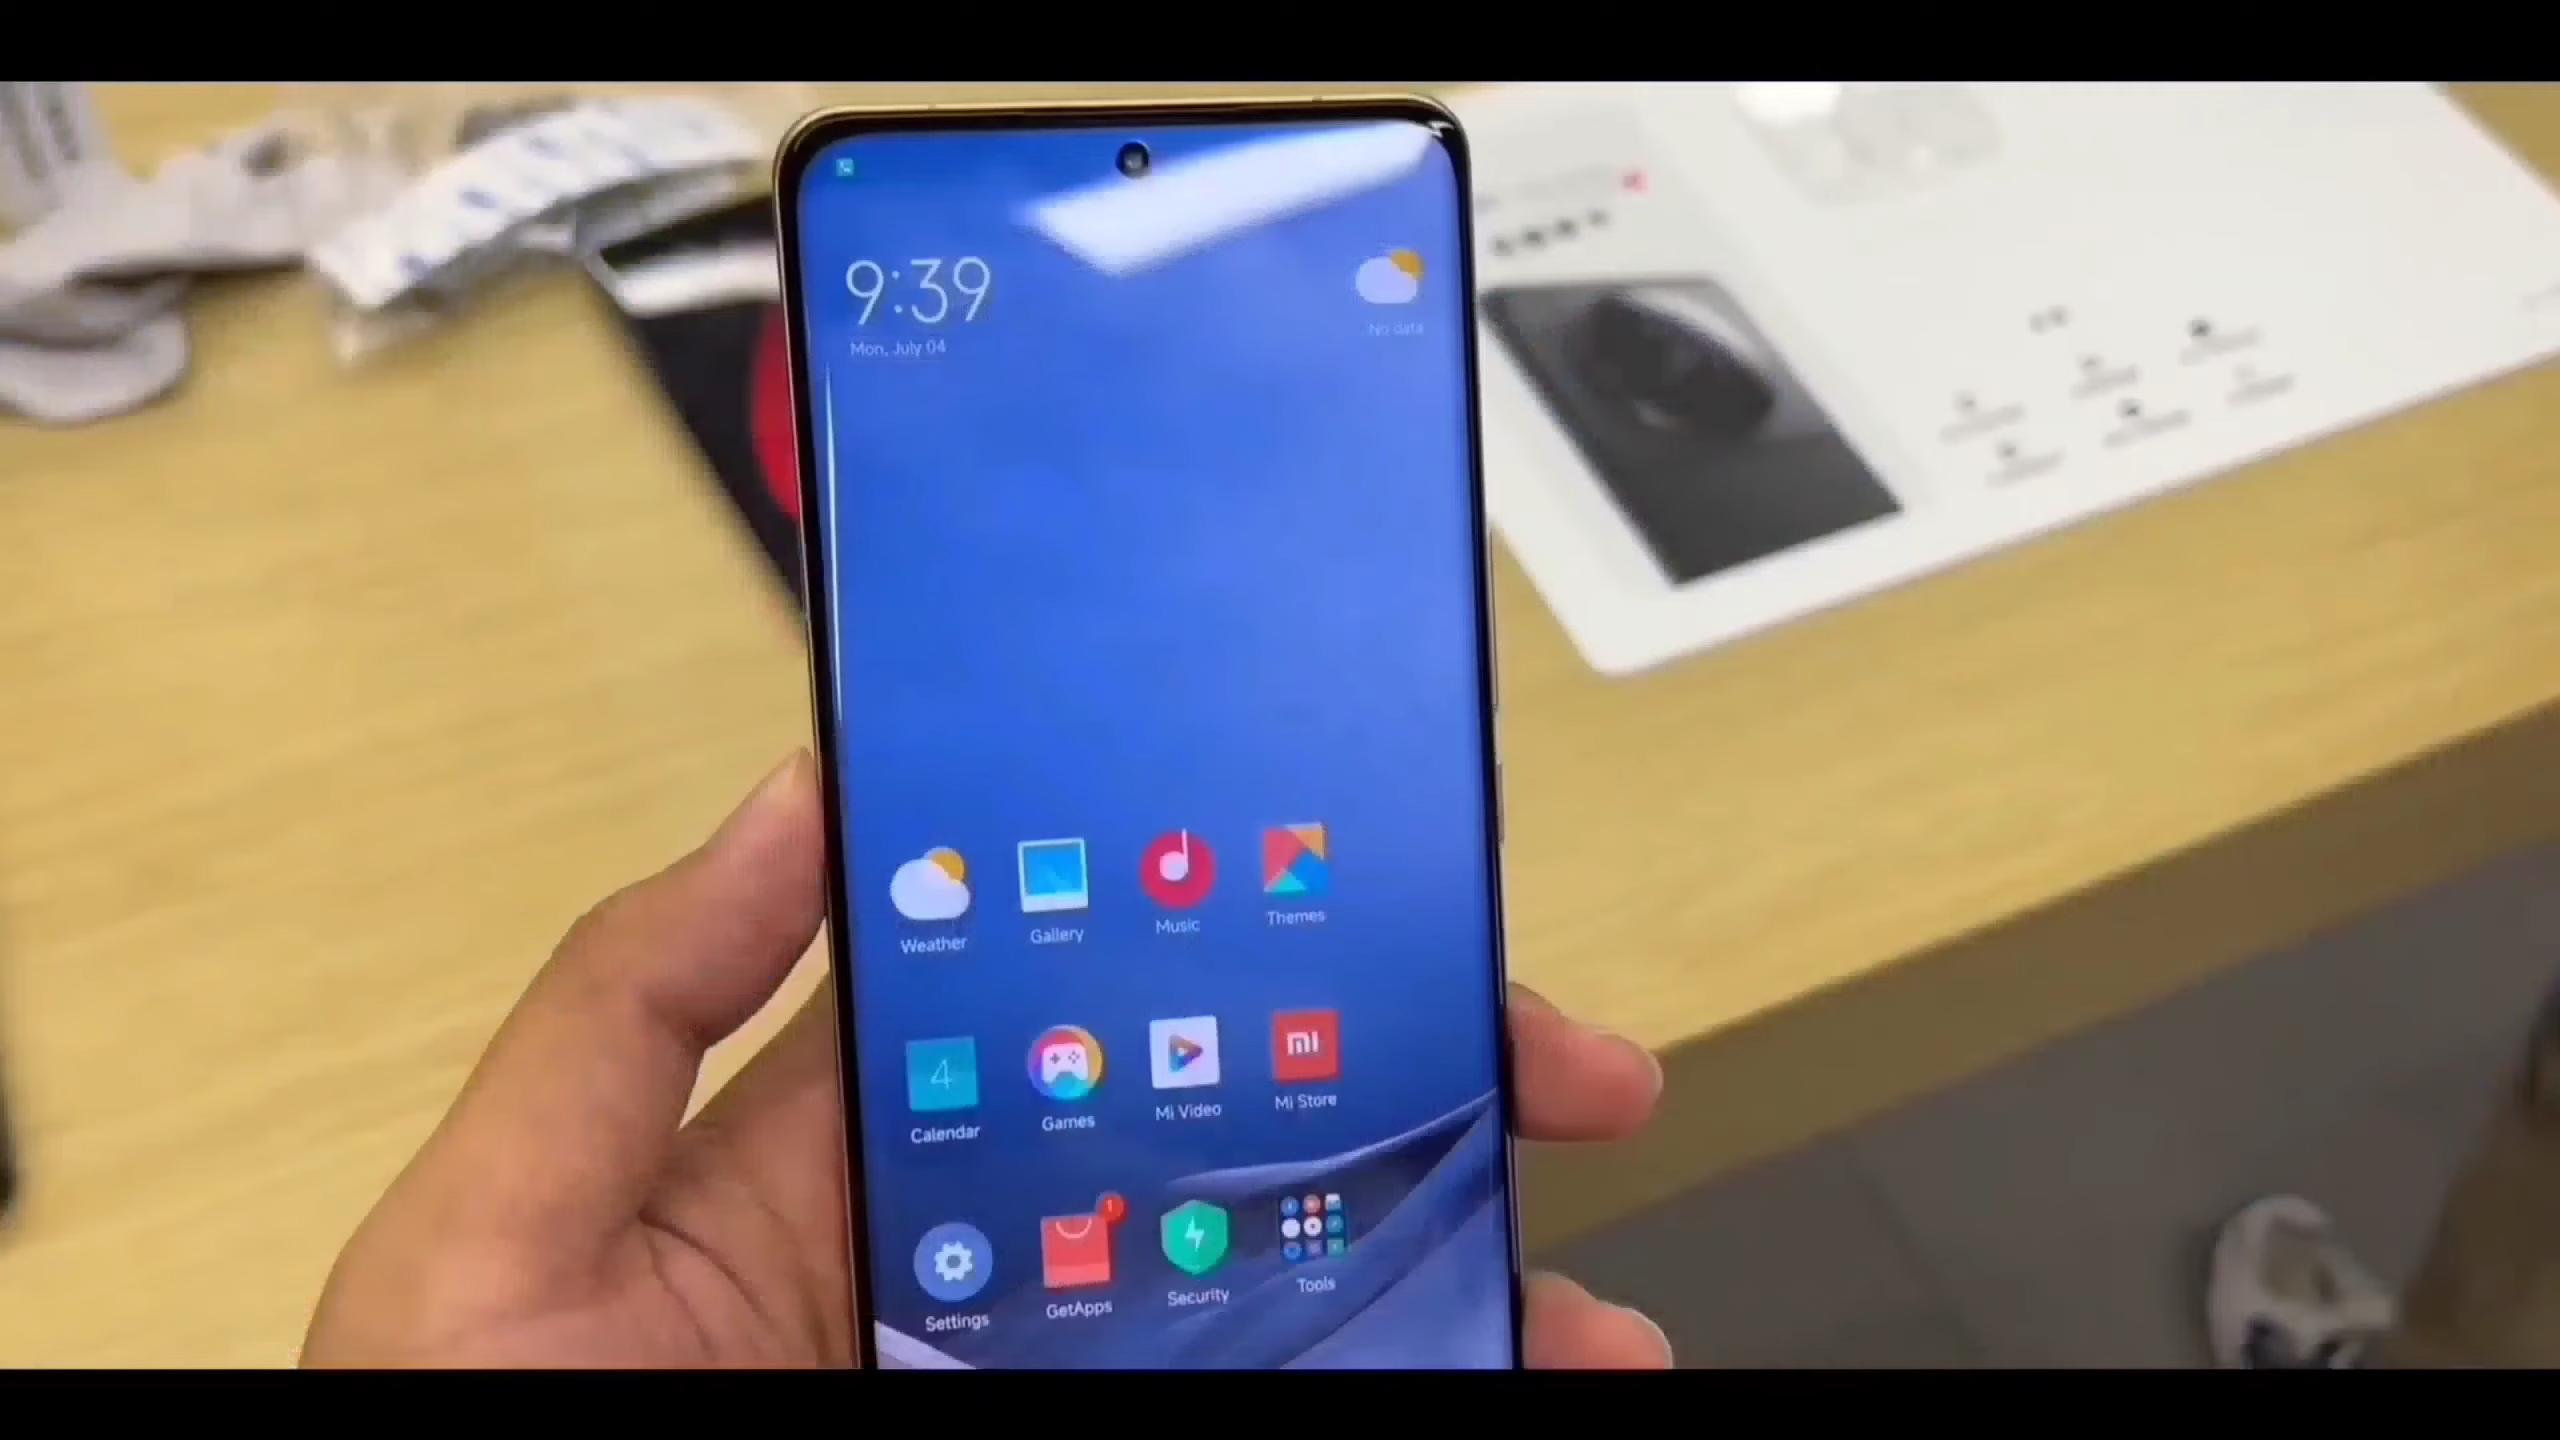 9:39
Mon, July 04
No data
Weather
Gallery
Music
Themes
4
mi
Calendar
Games
Mi Video
Mi Store
1
Settings
GetApps
Security
Tools